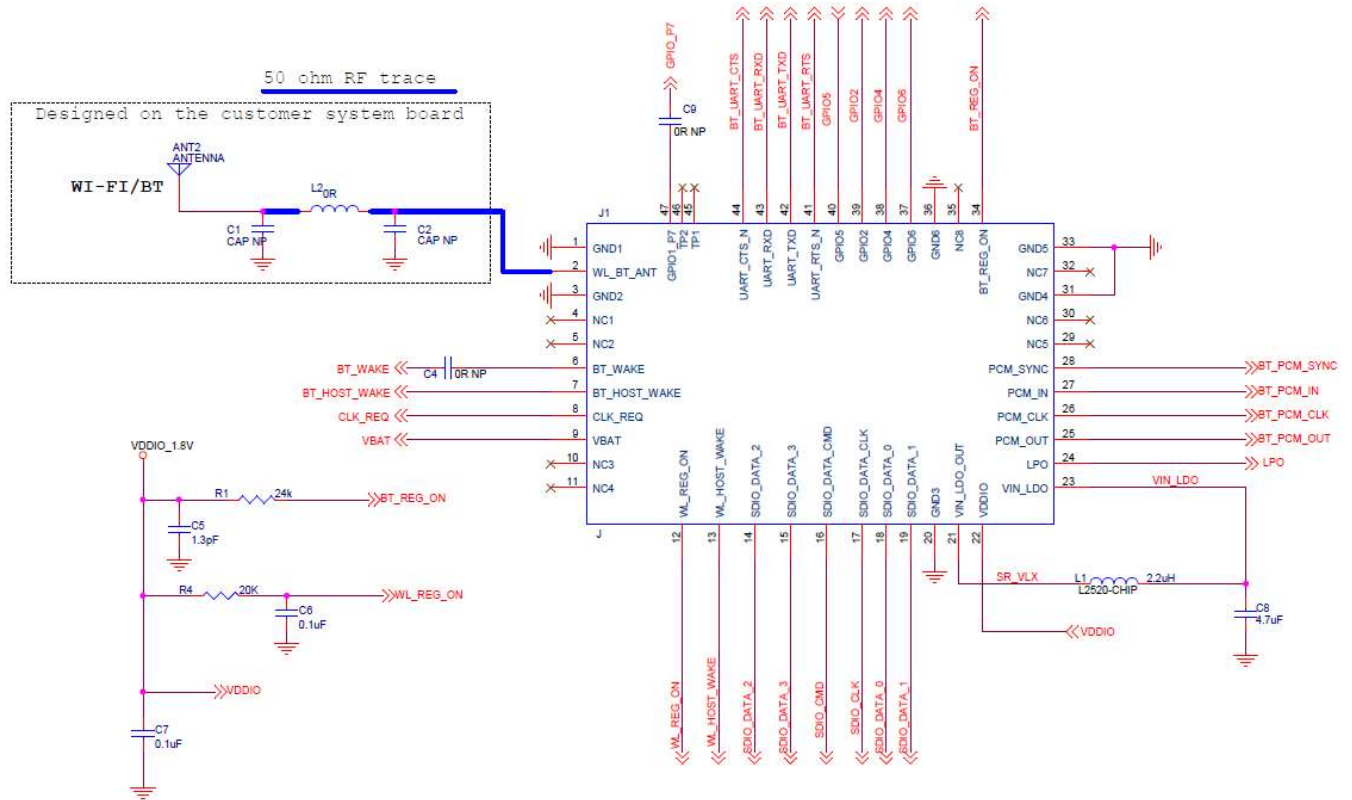 50 ohm RF trace
Designed on the customer system board
ANT2
ANTENNA
WI-FI/BT
L2
0R
C1
CAP NP
C2
CAP NP
GPIO_P7
C9
0R NP
BT_UART_CTS
BT_UART_RXD
BT_UART_TXD
BT_UART_RTS
GPIO5
GPIO2
GPIO4
GPIO6
BT_REG_ON
47
46
45
44
43
42
41
40
39
38
37
36
35
34
J1
GPIO1_P7
TP2
TP1
UART_CTS_N
UART_RXD
UART_TXD
UART_RTS_N
GPIO5
GPIO2
GPIO4
GPIO6
GND6
NC8
BT_REG_ON
1 GND1
2 WL_BT_ANT
3 GND2
4 NC1
5 NC2
BT_WAKE C4 0R NP 6 BT_WAKE
BT_HOST_WAKE 7 BT_HOST_WAKE
CLK_REQ 8 CLK_REQ
VBAT 9 VBAT
10 NC3
11 NC4
GND5 33
NC7 32
GND4 31
NC6 30
NC5 29
PCM_SYNC 28 BT_PCM_SYNC
PCM_IN 27 BT_PCM_IN
PCM_CLK 26 BT_PCM_CLK
PCM_OUT 25 BT_PCM_OUT
LPO 24 LPO
VIN_LDO 23 VIN_LDO
WL_REG_ON
WL_HOST_WAKE
SDIO_DATA_2
SDIO_DATA_3
SDIO_DATA_CMD
SDIO_DATA_CLK
SDIO_DATA_0
SDIO_DATA_1
GND3
VIN_LDO_OUT
VDDIO
J
12
13
14
15
16
17
18
19
20
21
22
SR_VLX
L1
2.2uH
L2520-CHIP
C8
4.7uF
VDDIO
WL_REG_ON
WL_HOST_WAKE
SDIO_DATA_2
SDIO_DATA_3
SDIO_CMD
SDIO_CLK
SDIO_DATA_0
SDIO_DATA_1
VDDIO_1.8V
R1 24k BT_REG_ON
C5
1.3pF
R4 20K WL_REG_ON
C6
0.1uF
VDDIO
C7
0.1uF